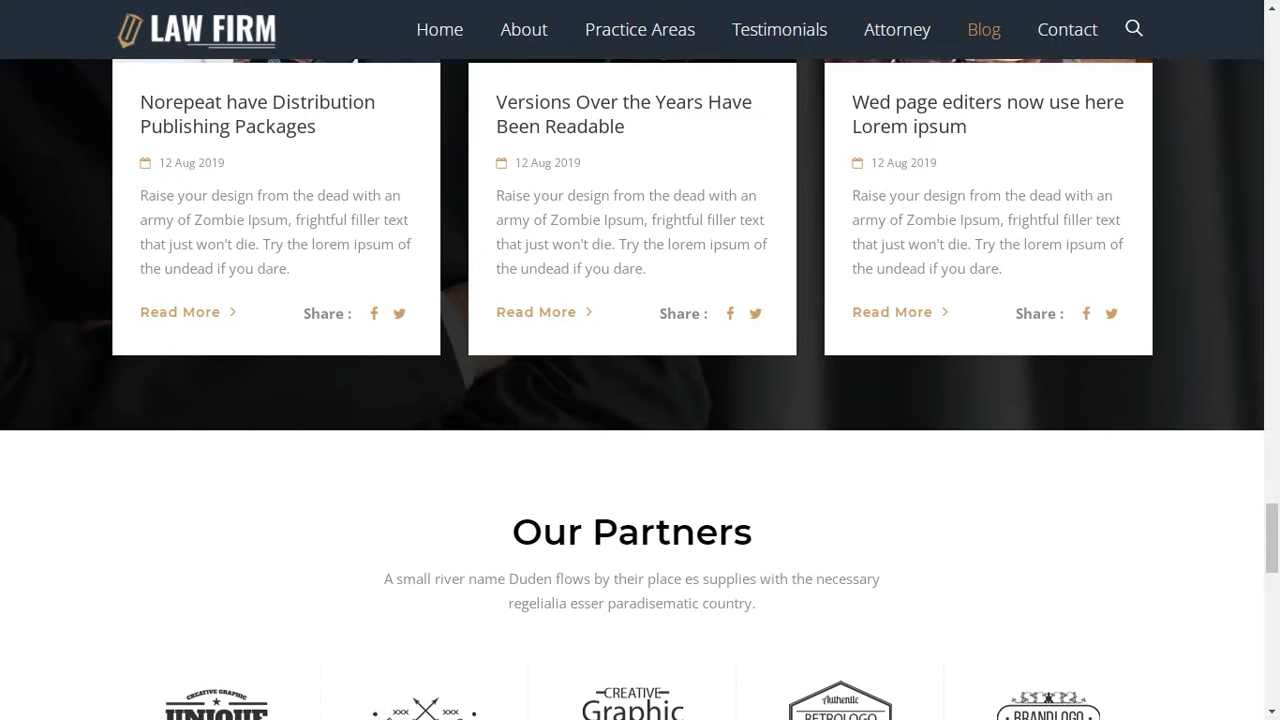 LAW FIRM
Home About Practice Areas Testimonials Attorney Blog Contact
Norepeat have Distribution
Publishing Packages
12 Aug 2019
Raise your design from the dead with an
army of Zombie Ipsum, frightful filler text
that just won't die. Try the lorem ipsum of
the undead if you dare.
Read More
Share :
Versions Over the Years Have
Been Readable
12 Aug 2019
Raise your design from the dead with an
army of Zombie Ipsum, frightful filler text
that just won't die. Try the lorem ipsum of
the undead if you dare.
Read More
Share :
Wed page editers now use here
Lorem ipsum
12 Aug 2019
Raise your design from the dead with an
army of Zombie Ipsum, frightful filler text
that just won't die. Try the lorem ipsum of
the undead if you dare.
Read More
Share :
Our Partners
A small river name Duden flows by their place es supplies with the necessary
regelialia esser paradisematic country.
CREATIVE GRAPHIC
UNIQUE
XXX XXX
CREATIVE
Graphic
Authentic
RETROLOGO
BRANDLOGO